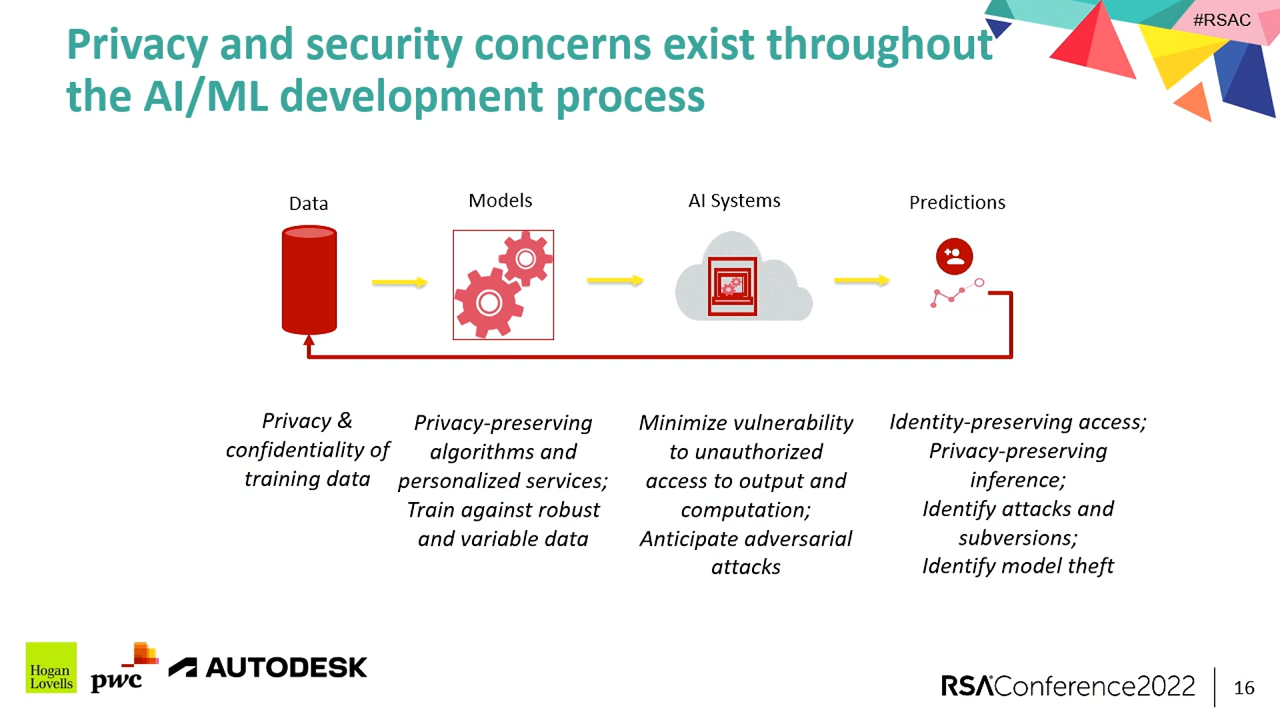 #RSAC
Privacy and security concerns exist throughout
the AI/ML development process
Data
Models
AI Systems
Predictions
Privacy &
confidentiality of
training data
Privacy-preserving
algorithms and
personalized services;
Train against robust
and variable data
Minimize vulnerability
to unauthorized
access to output and
computation;
Anticipate adversarial
attacks
Identity-preserving access;
Privacy-preserving
inference;
Identify attacks and
subversions;
Identify model theft
Hogan
Lovells
pwc
AUTODESK
RSAConference2022
16